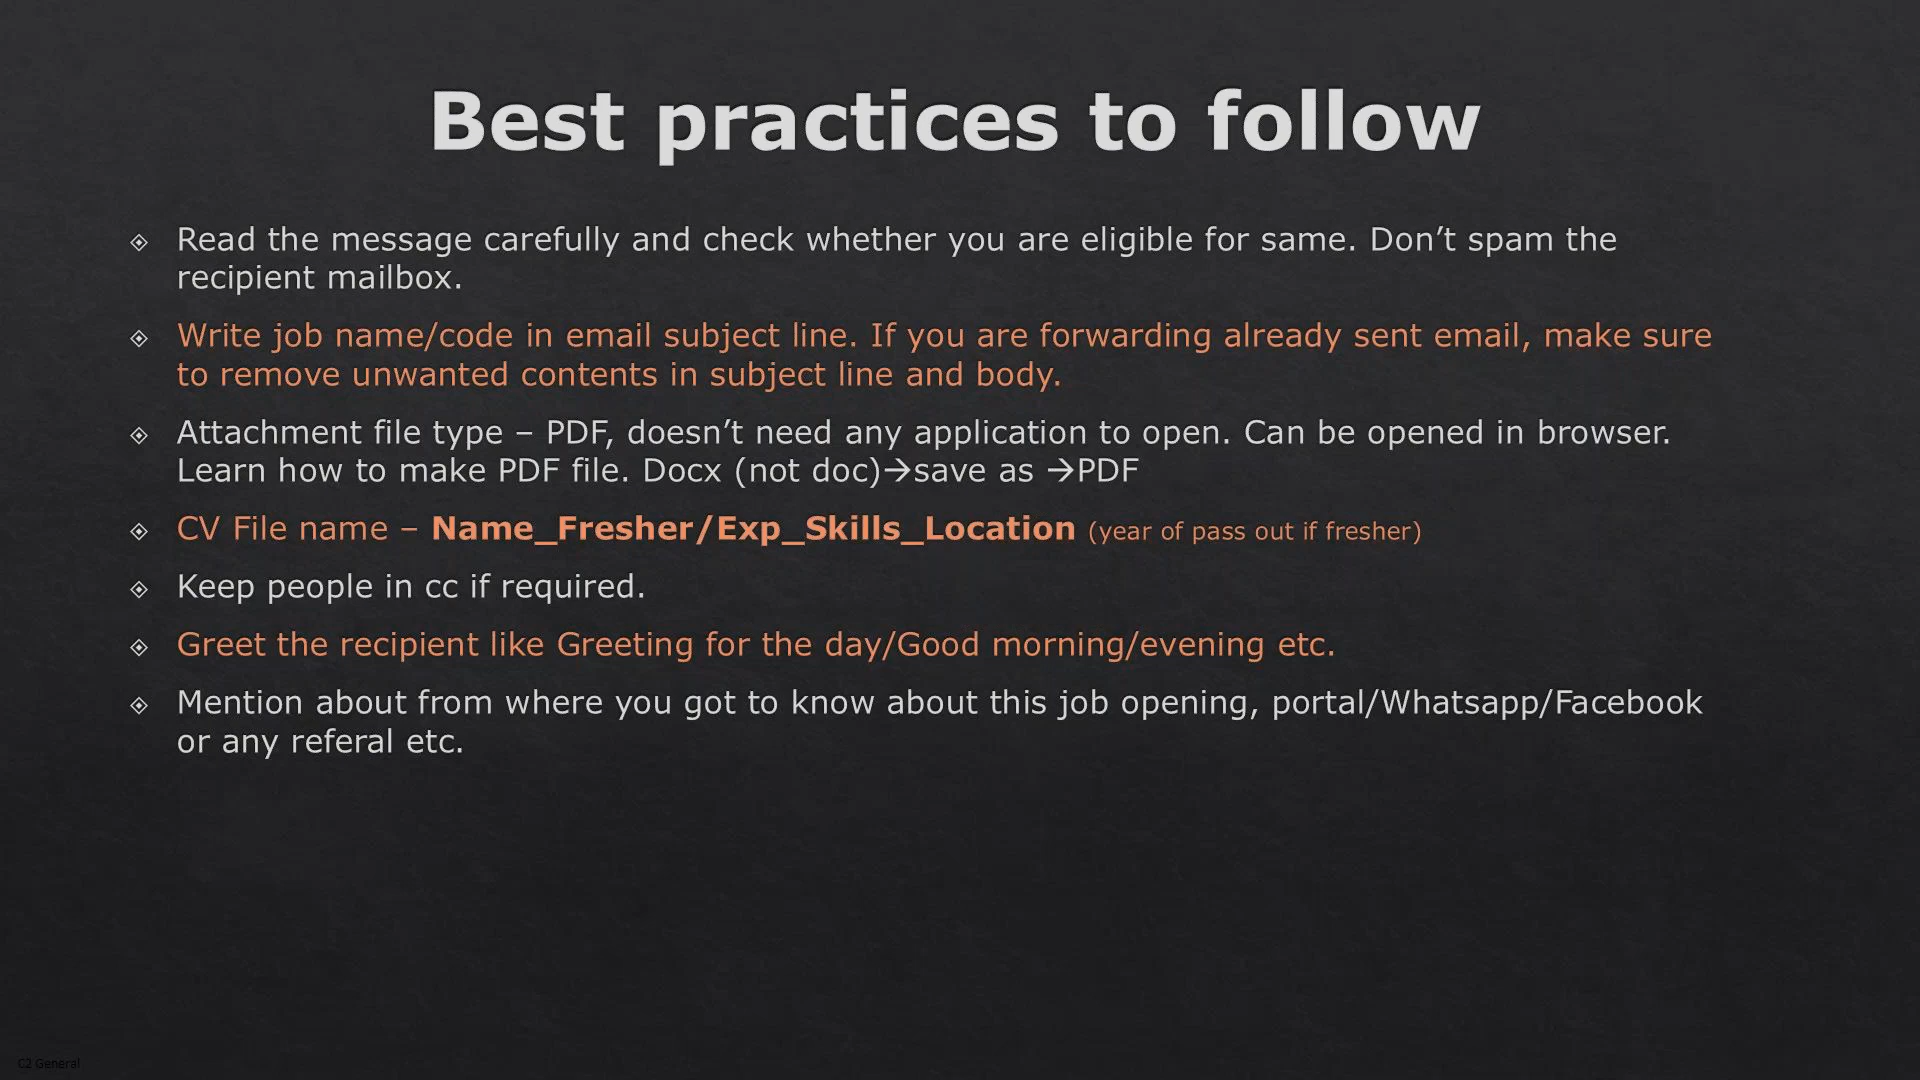 Best practices to follow
Read the message carefully and check whether you are eligible for same. Don’t spam the
recipient mailbox.
Write job name/code in email subject line. If you are forwarding already sent email, make sure
to remove unwanted contents in subject line and body.
Attachment file type – PDF, doesn’t need any application to open. Can be opened in browser.
Learn how to make PDF file. Docx (not doc)→save as →PDF
CV File name – Name_Fresher/Exp_Skills_Location (year of pass out if fresher)
Keep people in cc if required.
Greet the recipient like Greeting for the day/Good morning/evening etc.
Mention about from where you got to know about this job opening, portal/Whatsapp/Facebook
or any referal etc.
C2 General